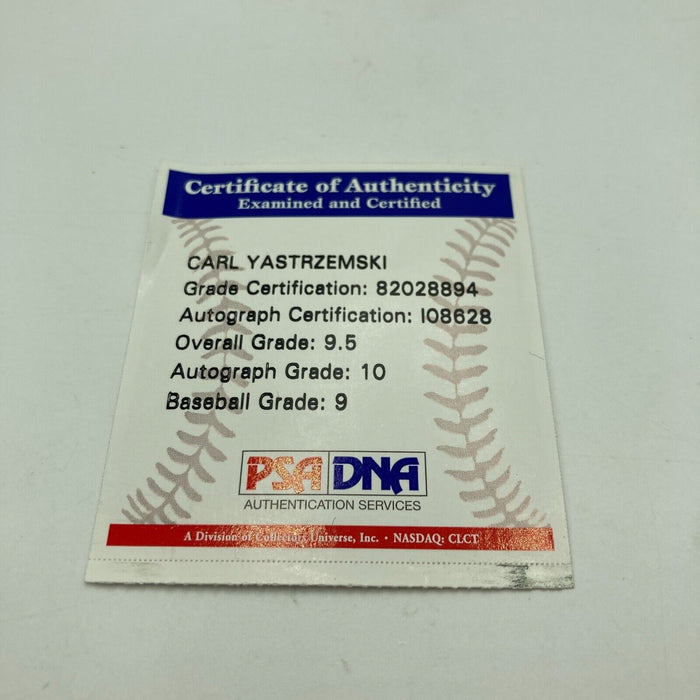 Certificate of Authenticity
Examined and Certified
CARL YASTRZEMSKI
Grade Certification: 82028894
Autograph Certification: I08628
Overall Grade: 9.5
Autograph Grade: 10
Baseball Grade: 9
PSA DNA
AUTHENTICATION SERVICES
A Division of Collectors Universe, Inc. • NASDAQ: CLCT